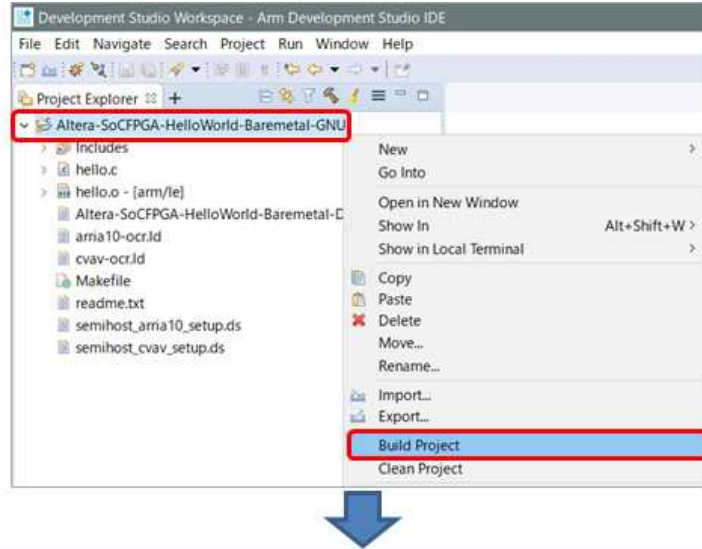 Development Studio Workspace - Arm Development Studio IDE
File Edit Navigate Search Project Run Window Help
Project Explorer
Altera-SoCFPGA-HelloWorld-Baremetal-GNU
Includes
hello.c
hello.o - [arm/le]
Altera-SoCFPGA-HelloWorld-Baremetal-D
arria10-ocr.ld
cvav-ocr.ld
Makefile
readme.txt
semihost_arria10_setup.ds
semihost_cvav_setup.ds
New
Go Into
Open in New Window
Show In Alt+Shift+W
Show in Local Terminal
Copy
Paste
Delete
Move...
Rename...
Import...
Export...
Build Project
Clean Project